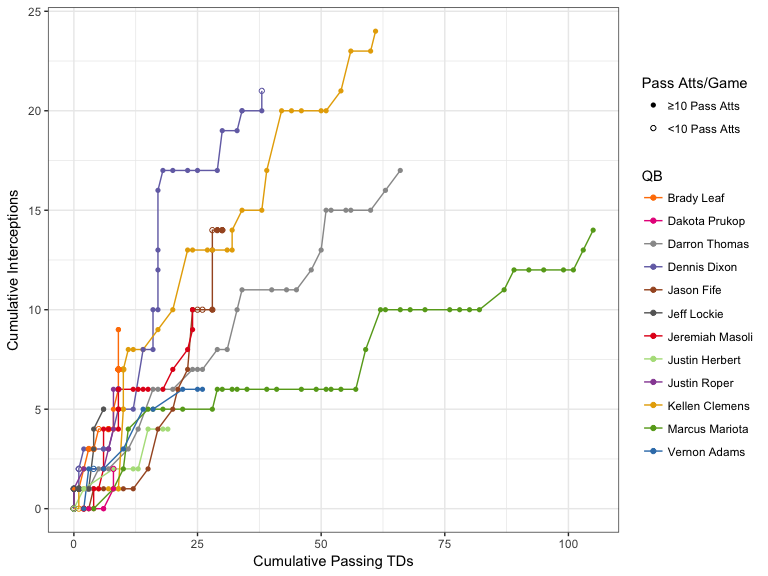 25
20
15
10
5
0
0
25
50
75
100
Cumulative Passing TDs
Cumulative Interceptions
Pass Atts/Game
≥10 Pass Atts
<10 Pass Atts
QB
Brady Leaf
Dakota Prukop
Darron Thomas
Dennis Dixon
Jason Fife
Jeff Lockie
Jeremiah Masoli
Justin Herbert
Justin Roper
Kellen Clemens
Marcus Mariota
Vernon Adams